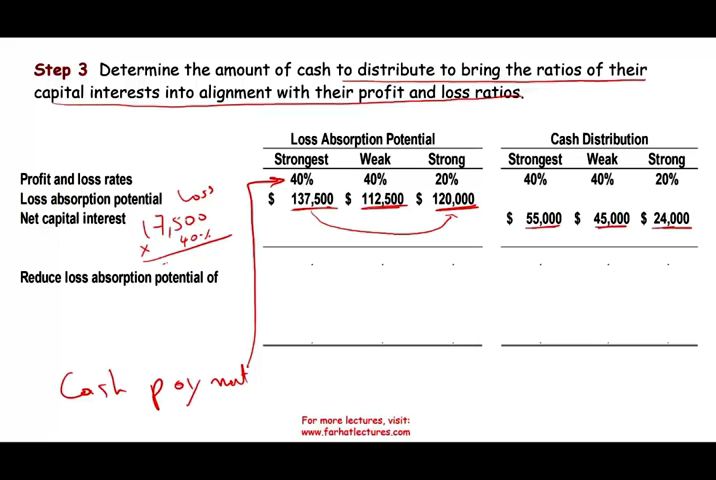 Step 3 Determine the amount of cash to distribute to bring the ratios of their
capital interests into alignment with their profit and loss ratios.
Loss Absorption Potential Cash Distribution
Strongest Weak Strong Strongest Weak Strong
Profit and loss rates 40% 40% 20% 40% 40% 20%
Loss absorption potential Loss $ 137,500 $ 112,500 $ 120,000
Net capital interest 17,500 $ 55,000 $ 45,000 $ 24,000
x 40%
Reduce loss absorption potential of
Cash
For more lectures, visit:
www.farhatlectures.com